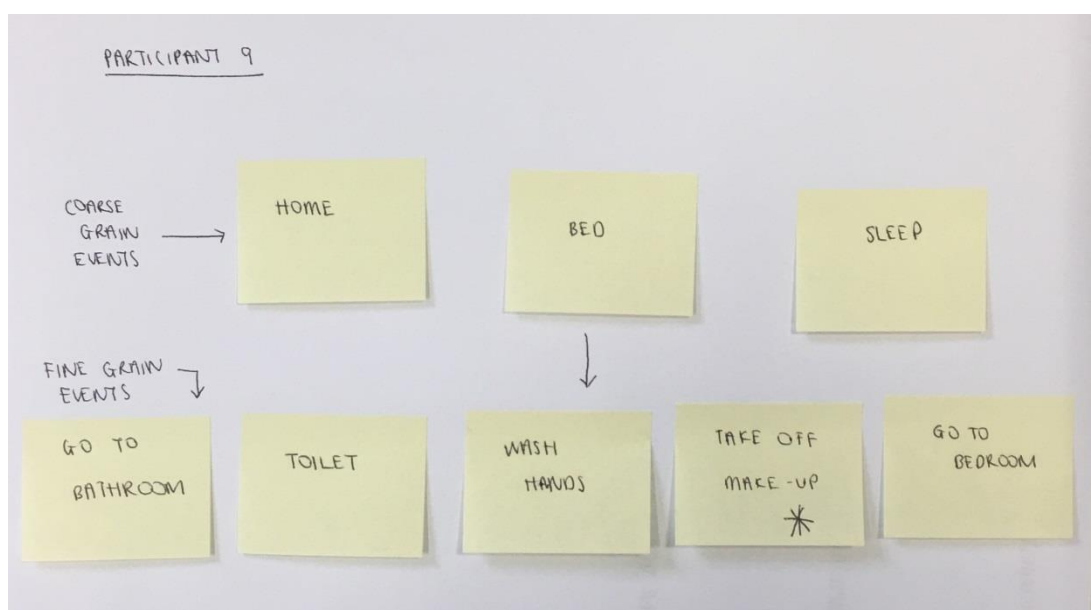 PARTICIPANT 9
COARSE
GRAIN
EVENTS
HOME
BED
SLEEP
FINE GRAIN
EVENTS
GO TO
BATHROOM
TOILET
WASH
HANDS
TAKE OFF
MAKE-UP
*
GO TO
BEDROOM